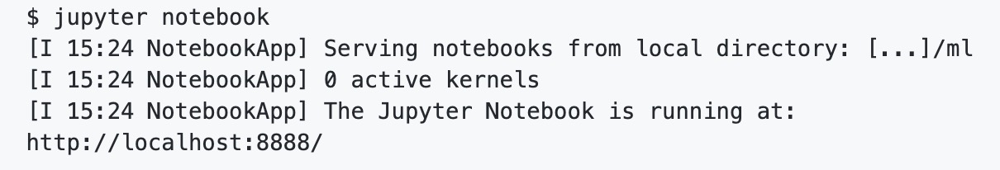 $ jupyter notebook
[I 15:24 NotebookApp] Serving notebooks from local directory: [...]/ml
[I 15:24 NotebookApp] 0 active kernels
[I 15:24 NotebookApp] The Jupyter Notebook is running at:
http://localhost:8888/